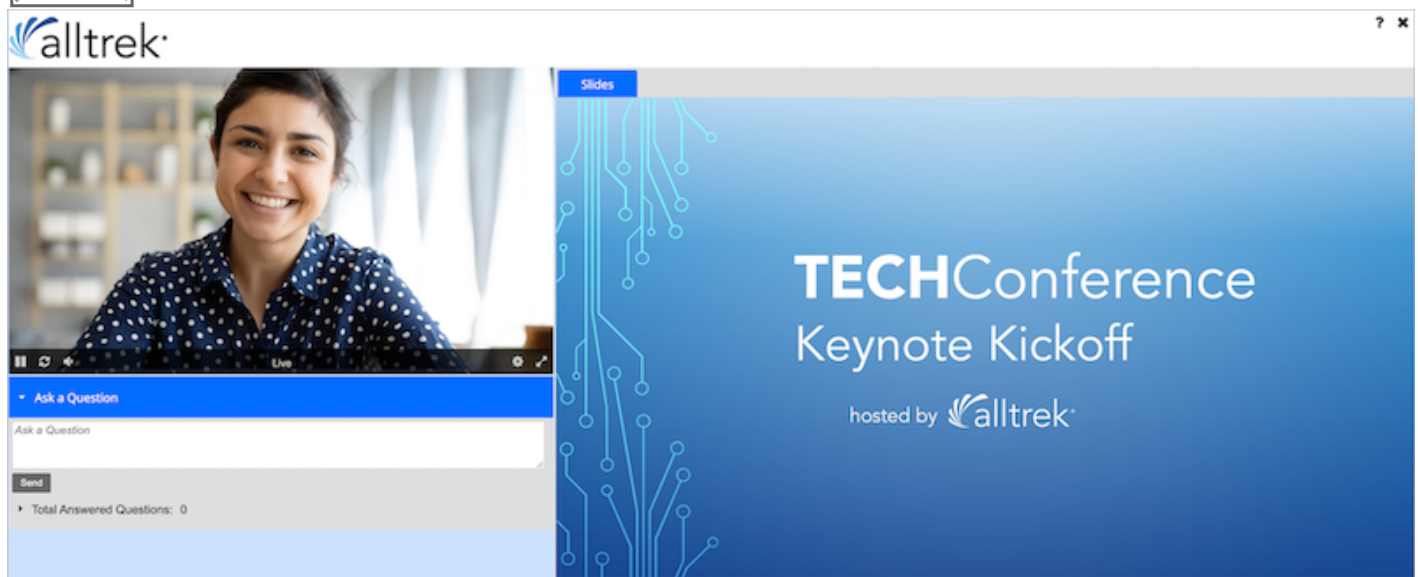 alltrek
? ×
Slides
Live
Ask a Question
Ask a Question
Send
Total Answered Questions: 0
TECHConference
Keynote Kickoff
hosted by alltrek